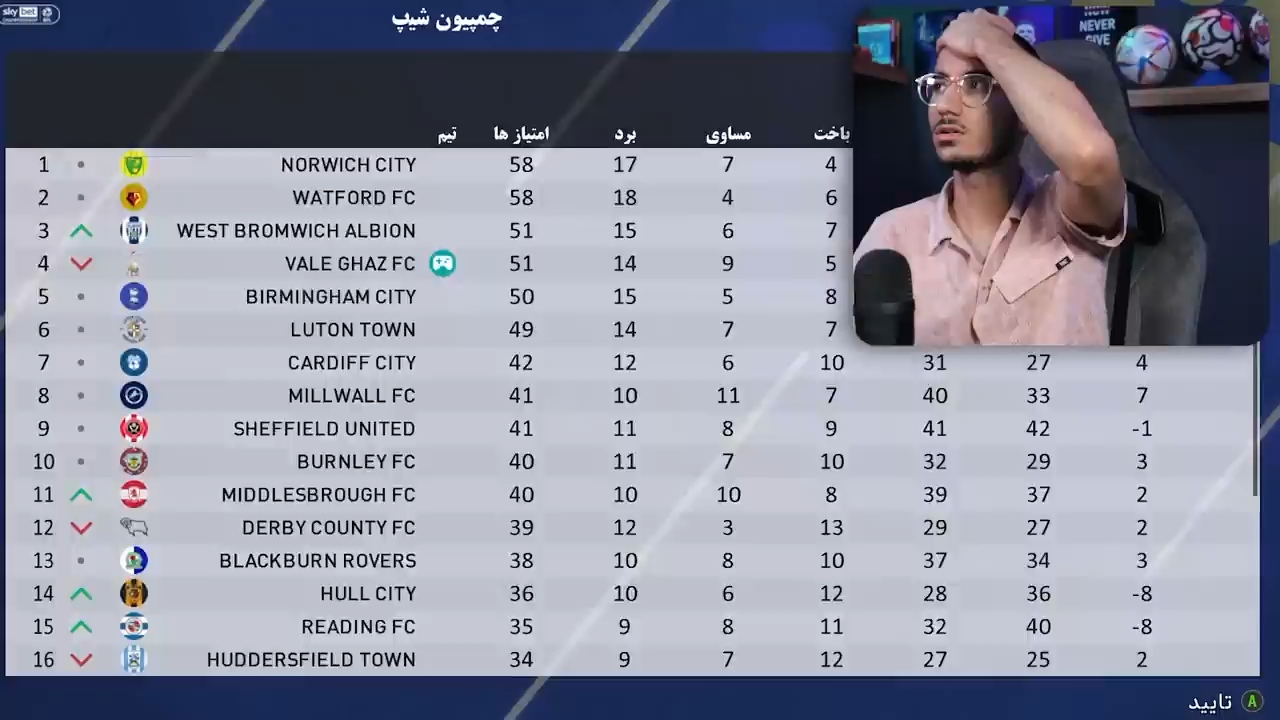 sky bet
چمپیون شیپ
NOW
NEVER
GIVE
تیم امتیاز ها برد مساوی باخت
1 NORWICH CITY 58 17 7 4
2 WATFORD FC 58 18 4 6
3 WEST BROMWICH ALBION 51 15 6 7
4 VALE GHAZ FC 51 14 9 5
5 BIRMINGHAM CITY 50 15 5 8
6 LUTON TOWN 49 14 7 7
7 CARDIFF CITY 42 12 6 10 31 27 4
8 MILLWALL FC 41 10 11 7 40 33 7
9 SHEFFIELD UNITED 41 11 8 9 41 42 -1
10 BURNLEY FC 40 11 7 10 32 29 3
11 MIDDLESBROUGH FC 40 10 10 8 39 37 2
12 DERBY COUNTY FC 39 12 3 13 29 27 2
13 BLACKBURN ROVERS 38 10 8 10 37 34 3
14 HULL CITY 36 10 6 12 28 36 -8
15 READING FC 35 9 8 11 32 40 -8
16 HUDDERSFIELD TOWN 34 9 7 12 27 25 2
تایید A